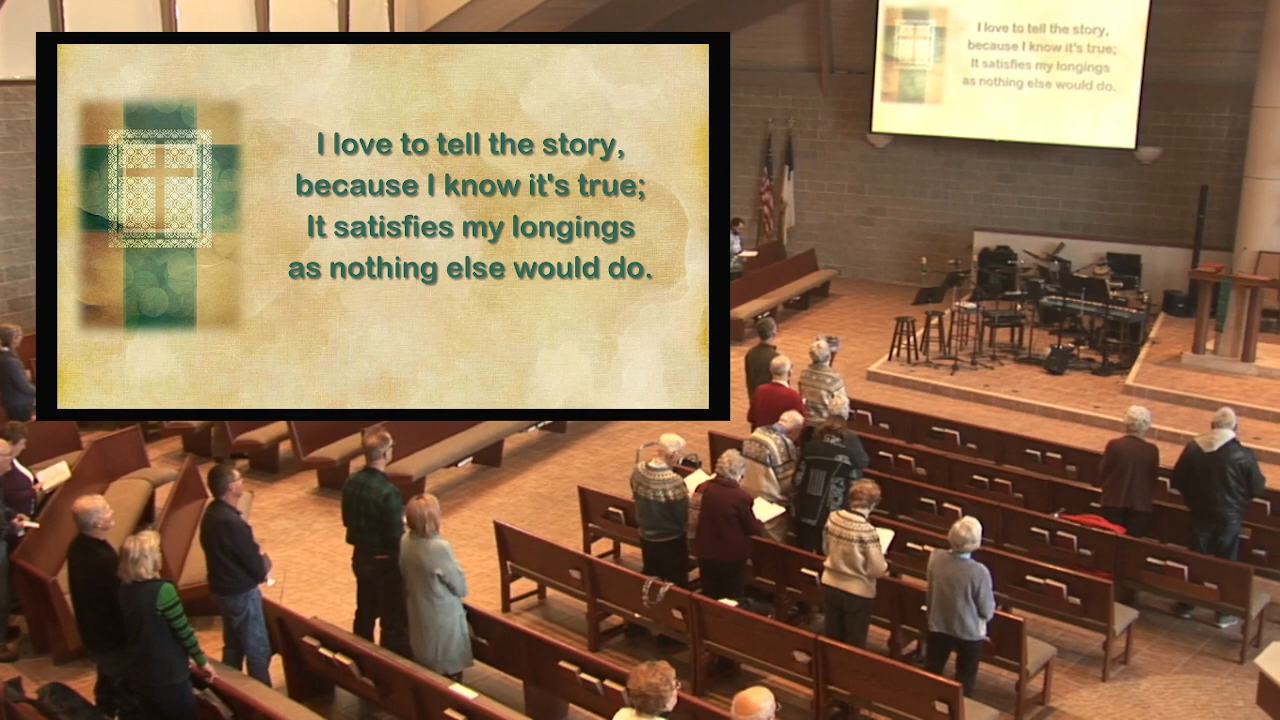 I love to tell the story,
because I know it's true;
It satisfies my longings
as nothing else would do.
I love to tell the story,
because I know it's true;
It satisfies my longings
as nothing else would do.